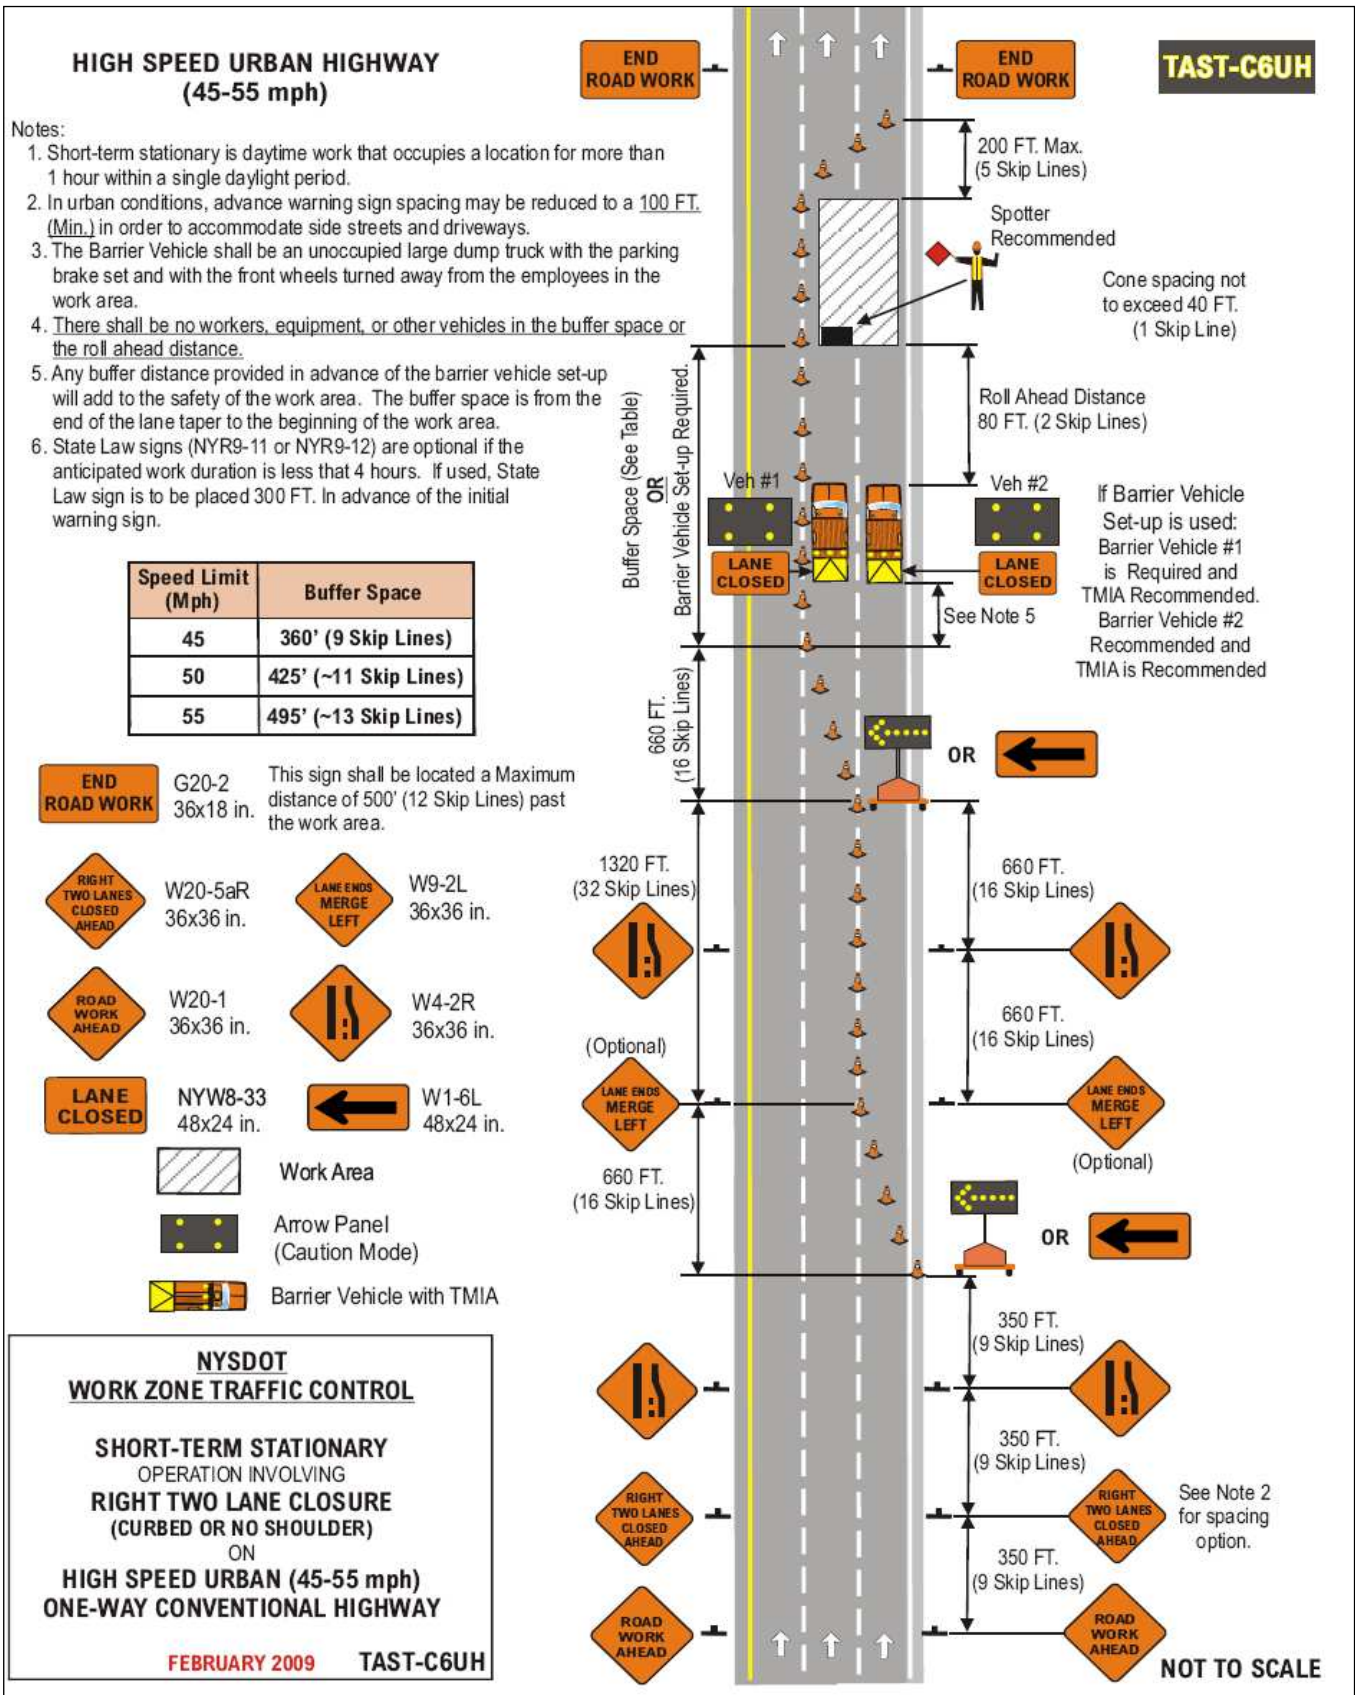 HIGH SPEED URBAN HIGHWAY
(45-55 mph)
TAST-C6UH
END
ROAD WORK
END
ROAD WORK
Notes:
1. Short-term stationary is daytime work that occupies a location for more than
1 hour within a single daylight period.
2. In urban conditions, advance warning sign spacing may be reduced to a 100 FT.
(Min.) in order to accommodate side streets and driveways.
3. The Barrier Vehicle shall be an unoccupied large dump truck with the parking
brake set and with the front wheels turned away from the employees in the
work area.
4. There shall be no workers, equipment, or other vehicles in the buffer space or
the roll ahead distance.
5. Any buffer distance provided in advance of the barrier vehicle set-up
will add to the safety of the work area. The buffer space is from the
end of the lane taper to the beginning of the work area.
6. State Law signs (NYR9-11 or NYR9-12) are optional if the
anticipated work duration is less that 4 hours. If used, State
Law sign is to be placed 300 FT. In advance of the initial
warning sign.
200 FT. Max.
(5 Skip Lines)
Spotter
Recommended
Cone spacing not
to exceed 40 FT.
(1 Skip Line)
Buffer Space (See Table)
OR
Barrier Vehicle Set-up Required.
Roll Ahead Distance
80 FT. (2 Skip Lines)
Veh #1
LANE
CLOSED
Veh #2
LANE
CLOSED
If Barrier Vehicle
Set-up is used:
Barrier Vehicle #1
is Required and
TMIA Recommended.
Barrier Vehicle #2
Recommended and
TMIA is Recommended
See Note 5
Speed Limit
(Mph)
Buffer Space
45
360' (9 Skip Lines)
50
425' (~11 Skip Lines)
55
495' (~13 Skip Lines)
660 FT.
(16 Skip Lines)
OR
END
ROAD WORK
G20-2
36x18 in.
This sign shall be located a Maximum
distance of 500' (12 Skip Lines) past
the work area.
RIGHT
TWO LANES
CLOSED
AHEAD
W20-5aR
36x36 in.
LANE ENDS
MERGE
LEFT
W9-2L
36x36 in.
1320 FT.
(32 Skip Lines)
660 FT.
(16 Skip Lines)
ROAD
WORK
AHEAD
W20-1
36x36 in.
W4-2R
36x36 in.
660 FT.
(16 Skip Lines)
(Optional)
LANE ENDS
MERGE
LEFT
LANE ENDS
MERGE
LEFT
(Optional)
LANE
CLOSED
NYW8-33
48x24 in.
W1-6L
48x24 in.
Work Area
660 FT.
(16 Skip Lines)
Arrow Panel
(Caution Mode)
OR
Barrier Vehicle with TMIA
350 FT.
(9 Skip Lines)
350 FT.
(9 Skip Lines)
RIGHT
TWO LANES
CLOSED
AHEAD
RIGHT
TWO LANES
CLOSED
AHEAD
See Note 2
for spacing
option.
350 FT.
(9 Skip Lines)
ROAD
WORK
AHEAD
ROAD
WORK
AHEAD
NYSDOT
WORK ZONE TRAFFIC CONTROL
SHORT-TERM STATIONARY
OPERATION INVOLVING
RIGHT TWO LANE CLOSURE
(CURBED OR NO SHOULDER)
ON
HIGH SPEED URBAN (45-55 mph)
ONE-WAY CONVENTIONAL HIGHWAY
FEBRUARY 2009 TAST-C6UH
NOT TO SCALE